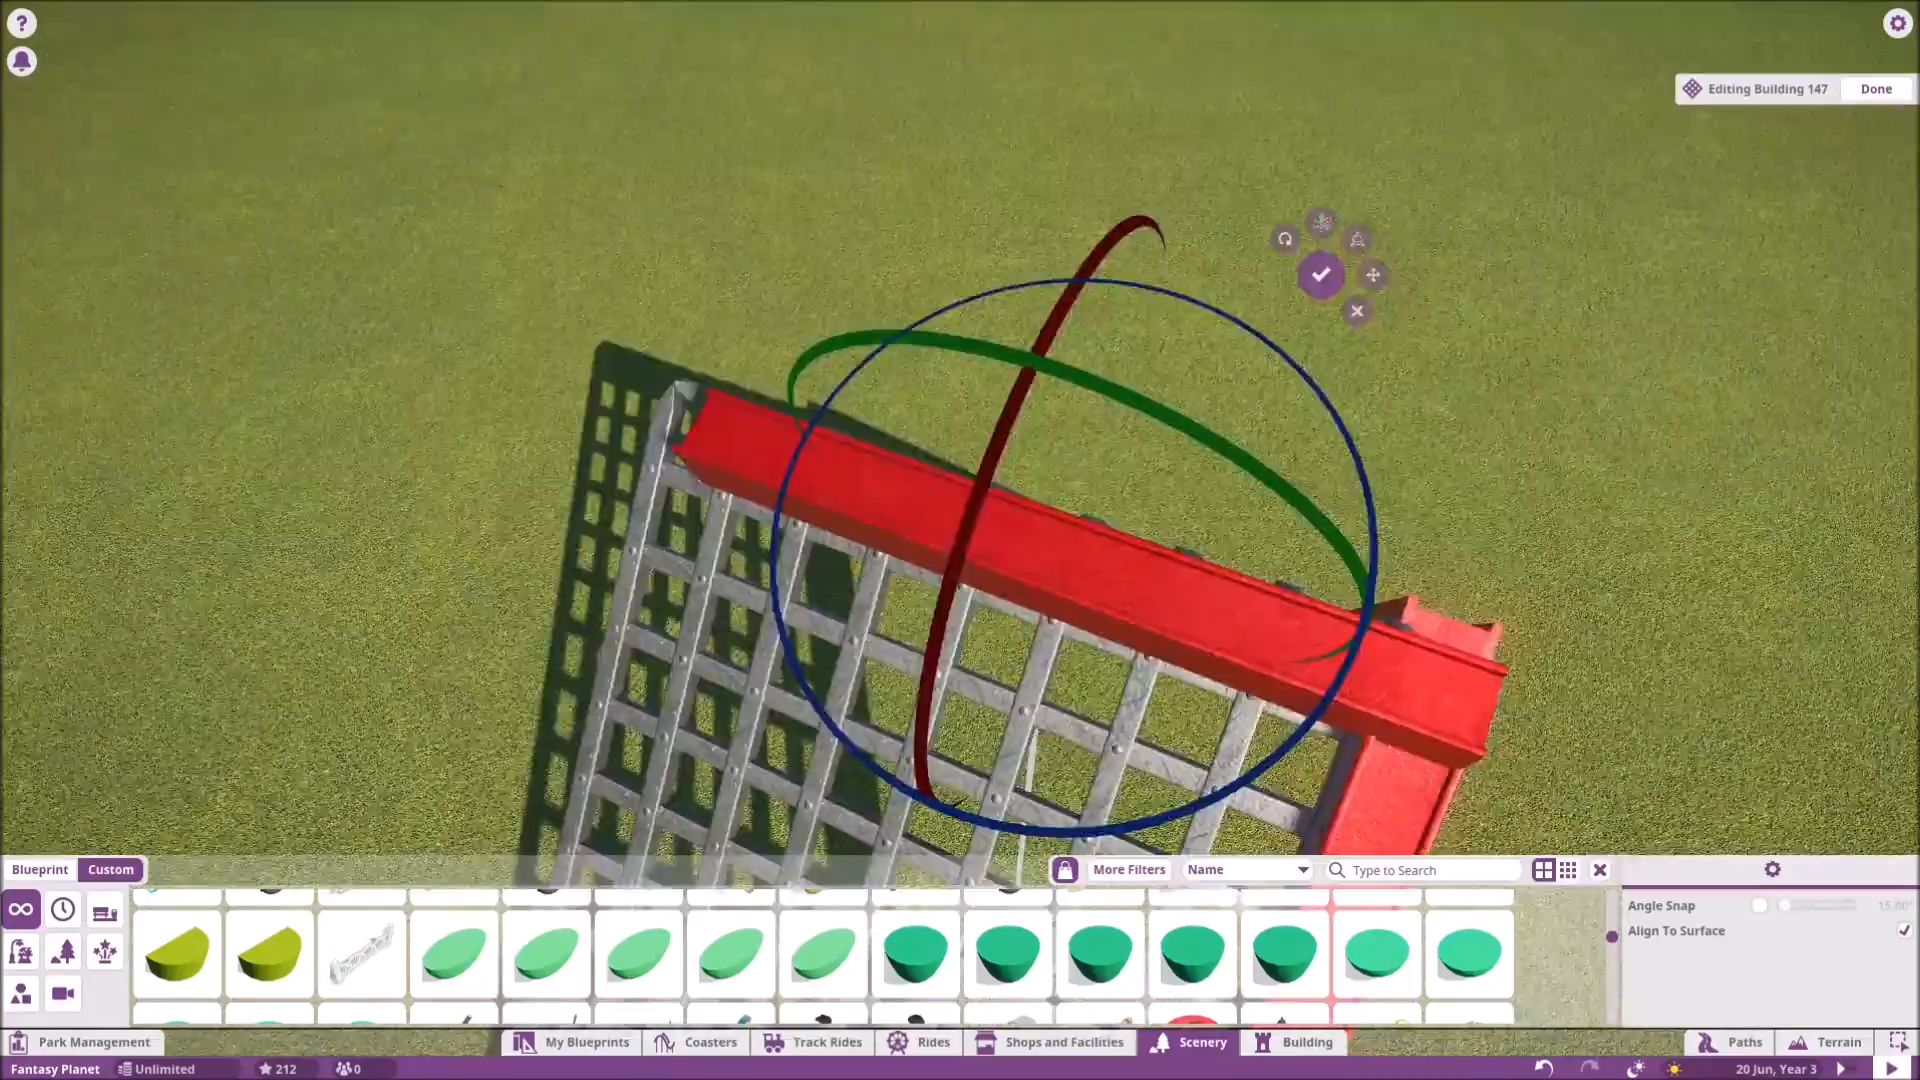 ?
Editing Building 147 Done
Blueprint Custom
More Filters Name Type to Search
Angle Snap 15.00°
Align To Surface
Park Management My Blueprints Coasters Track Rides Rides Shops and Facilities Scenery Building Paths Terrain
Fantasy Planet Unlimited 212 0 20 Jun, Year 3